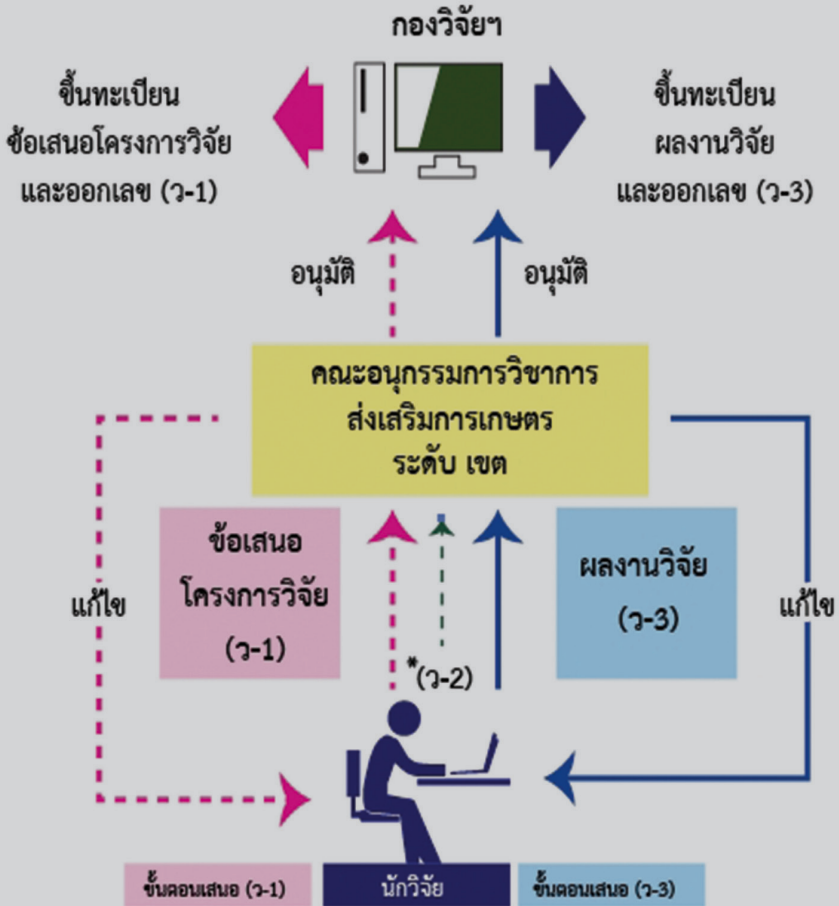 กองวิจัยฯ
ขึ้นทะเบียน
ข้อเสนอโครงการวิจัย
และออกเลข (ว-1)
ขึ้นทะเบียน
ผลงานวิจัย
และออกเลข (ว-3)
อนุมัติ
อนุมัติ
คณะอนุกรรมการวิชาการ
ส่งเสริมการเกษตร
ระดับ เขต
ข้อเสนอ
โครงการวิจัย
(ว-1)
ผลงานวิจัย
(ว-3)
แก้ไข
แก้ไข
*(ว-2)
ขั้นตอนเสนอ (ว-1)
นักวิจัย
ขั้นตอนเสนอ (ว-3)